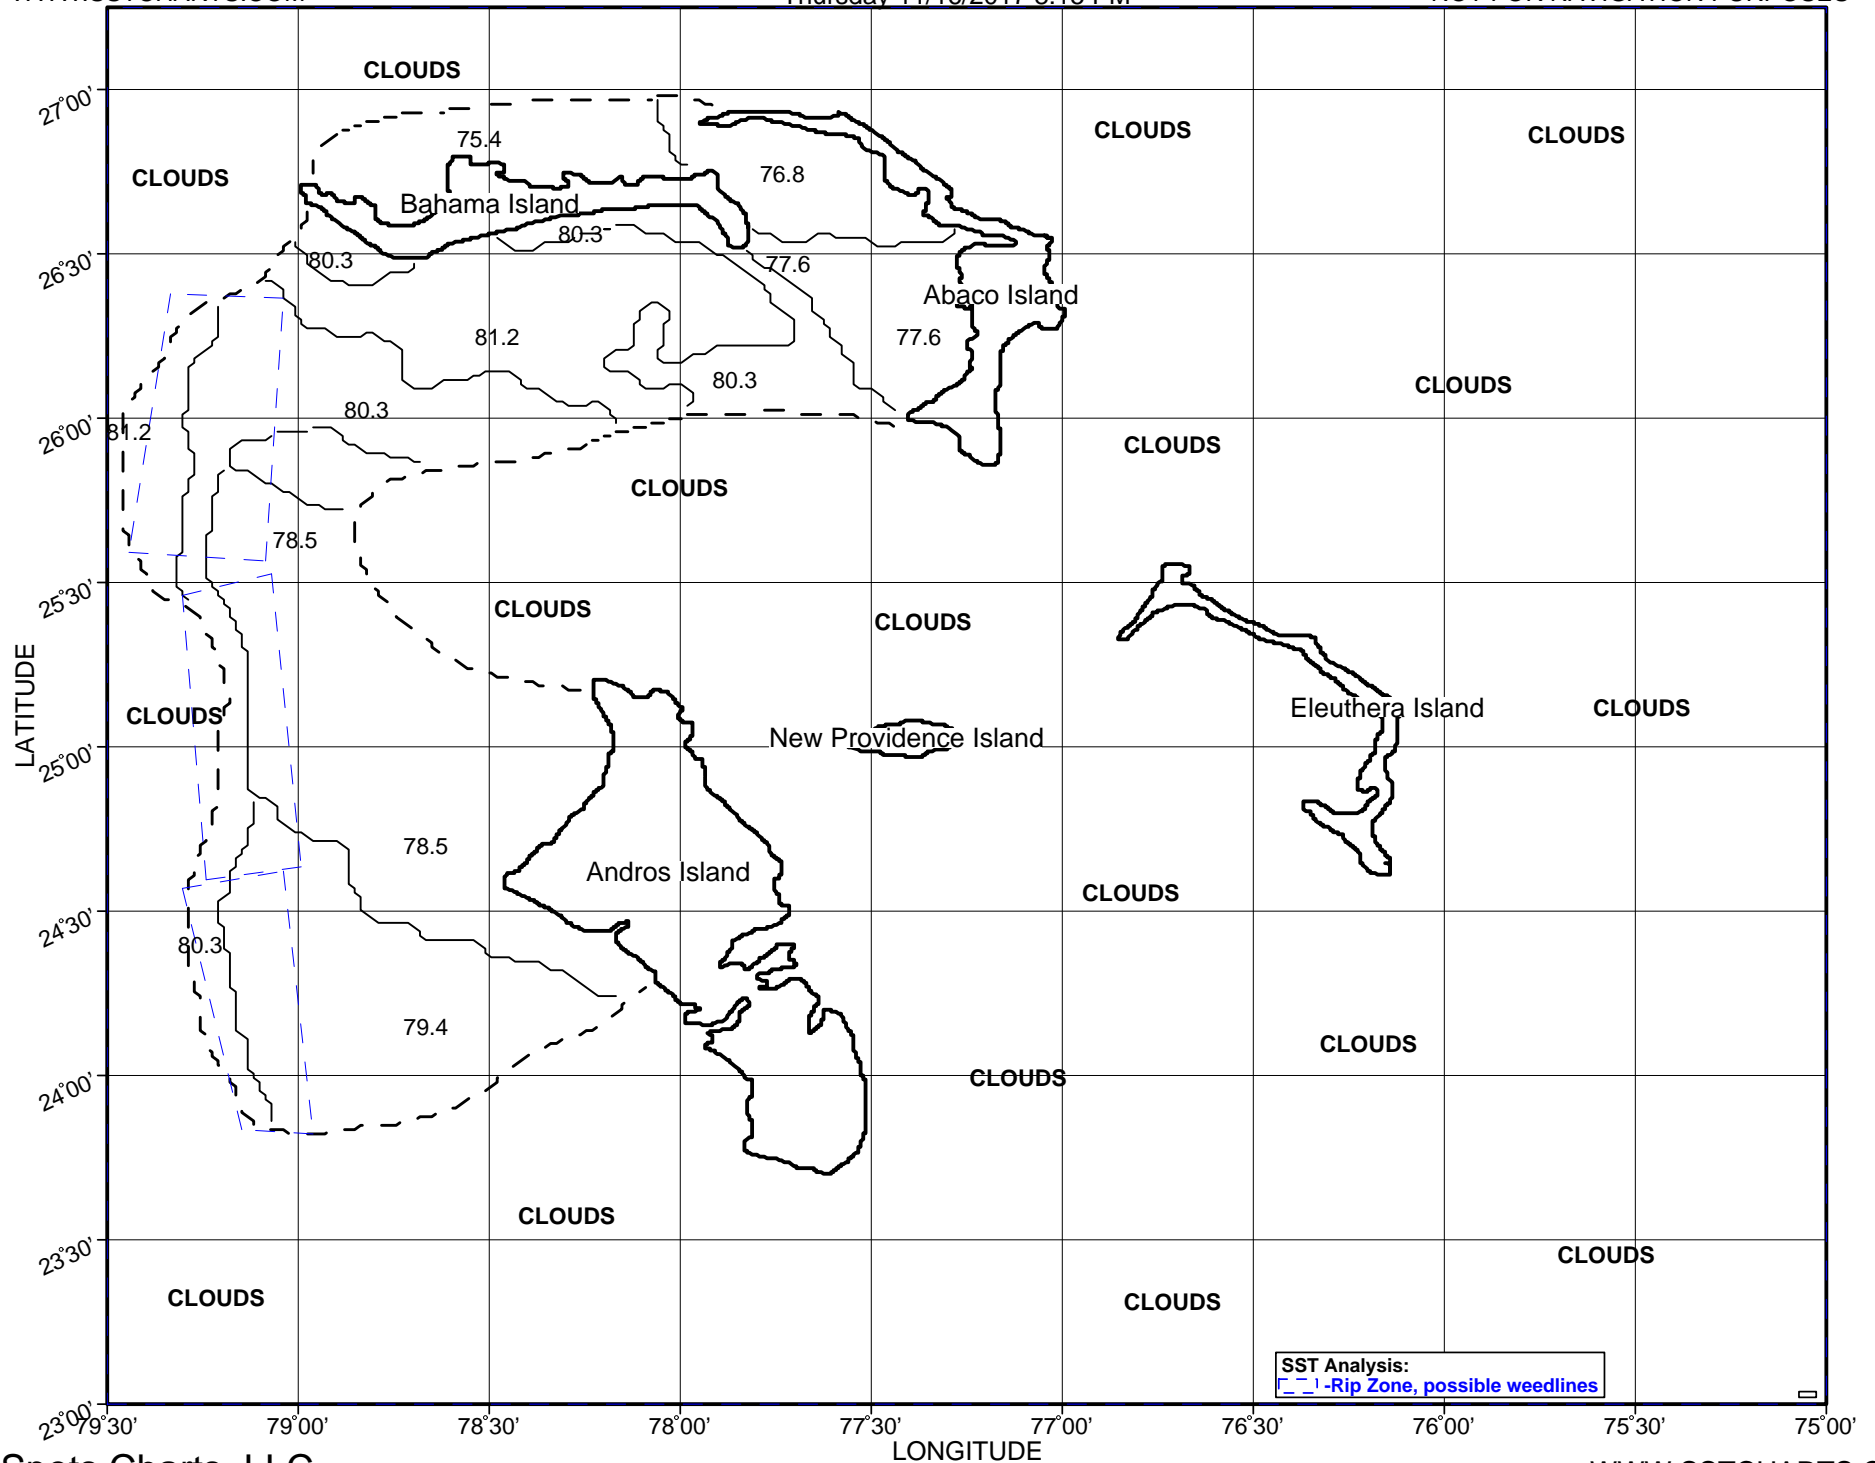 CLOUDS
27°00'
CLOUDS
CLOUDS
75.4
CLOUDS
76.8
Bahama Island
80.3
80.3
77.6
26°30'
Abaco Island
81.2
77.6
80.3
CLOUDS
80.3
26°00'
81.2
CLOUDS
CLOUDS
78.5
25°30'
CLOUDS
CLOUDS
LATITUDE
CLOUDS
Eleuthera Island
CLOUDS
New Providence Island
25°00'
78.5
Andros Island
CLOUDS
24°30'
80.3
79.4
CLOUDS
24°00'
CLOUDS
CLOUDS
23°30'
CLOUDS
CLOUDS
CLOUDS
SST Analysis:
-Rip Zone, possible weedlines
23°00'
79°30' 79°00' 78°30' 78°00' 77°30' 77°00' 76°30' 76°00' 75°30' 75°00'
LONGITUDE